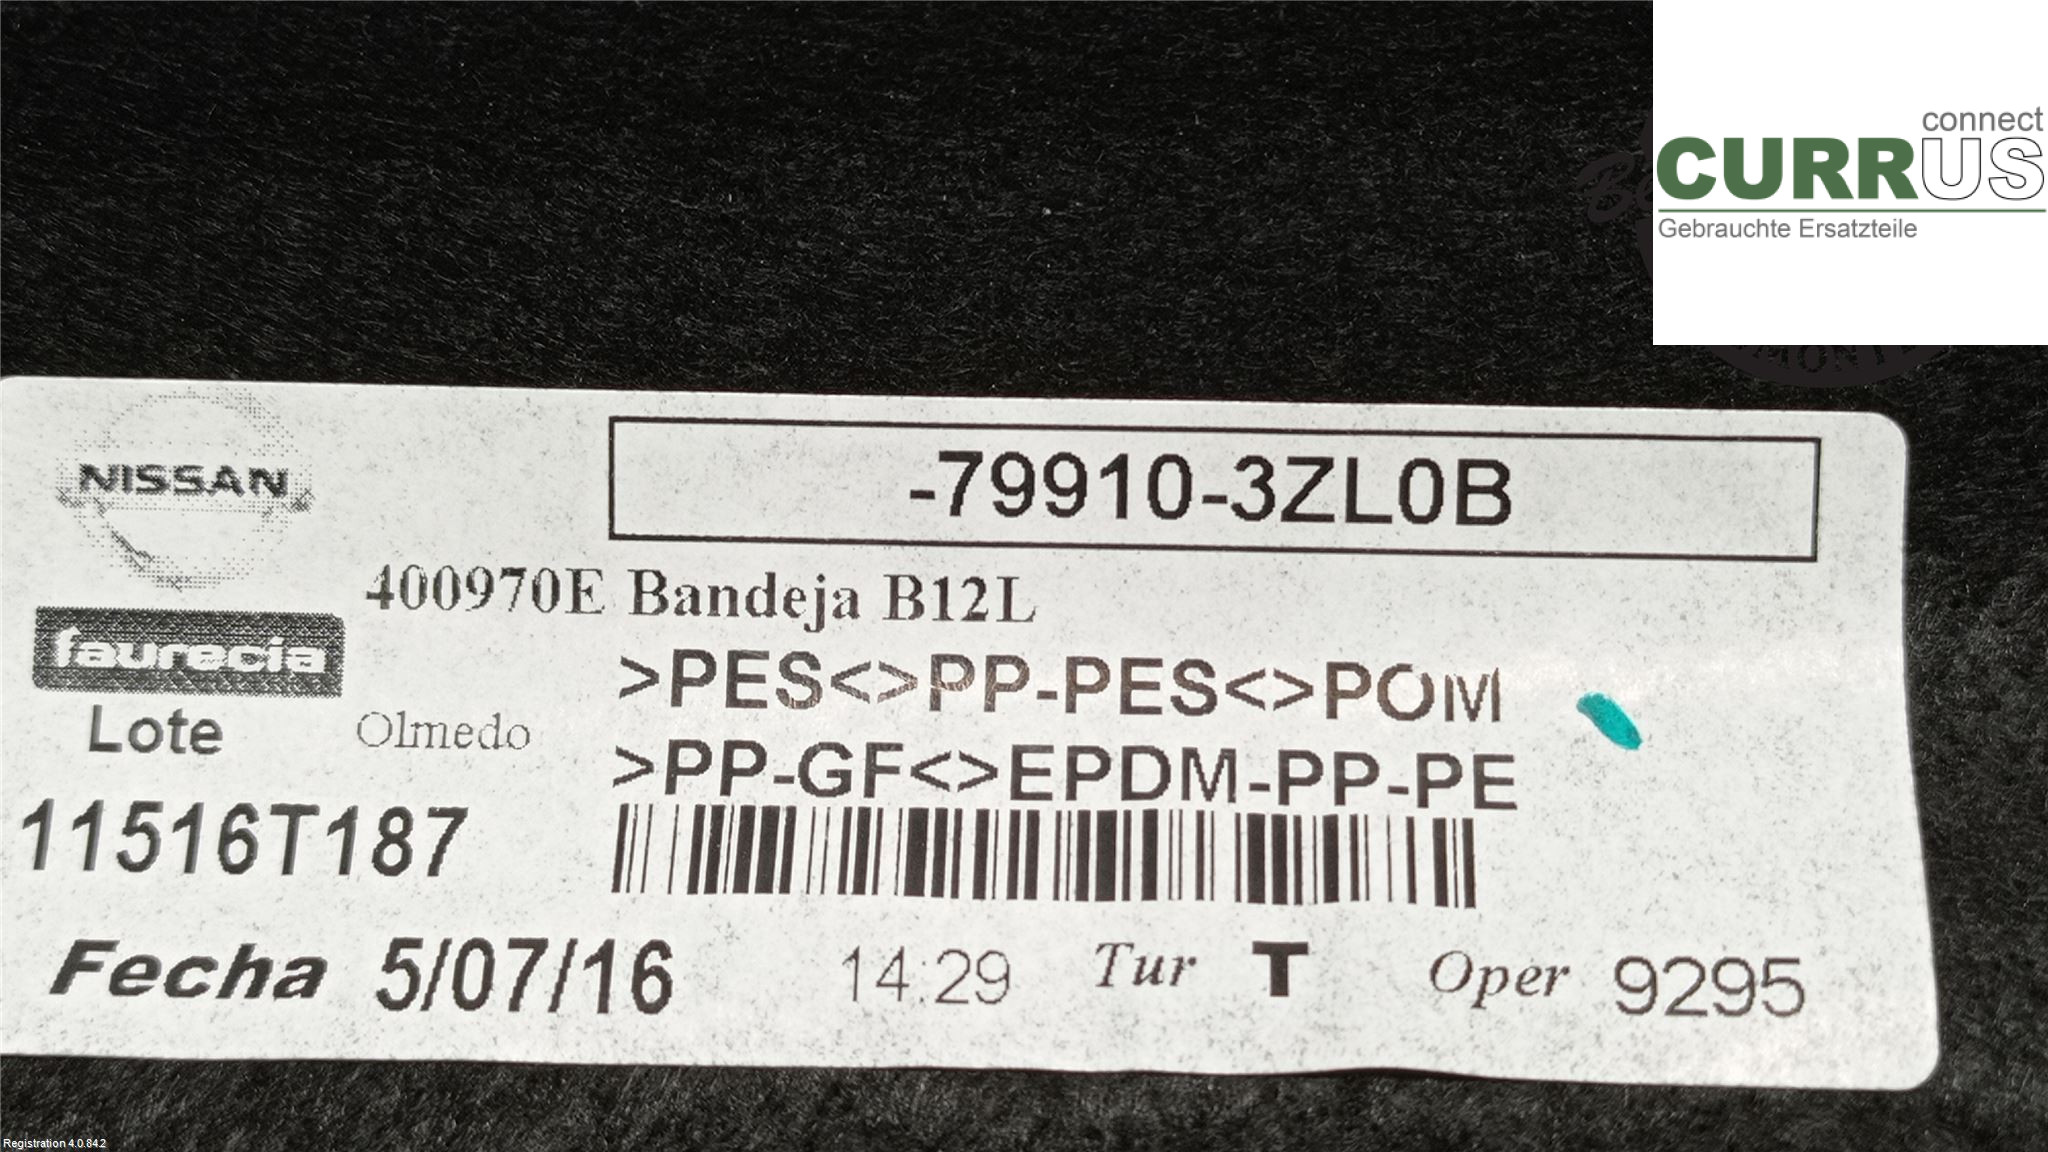 connect
CURRUS
Gebrauchte Ersatzteile
NISSAN
-79910-3ZL0B
400970E Bandeja B12L
faurecia
>PES<>PP-PES<>POM
Lote Olmedo
>PP-GF<>EPDM-PP-PE
11516T187
Fecha 5/07/16 14:29 Tur T Oper 9295
Registration 4.0.84.2